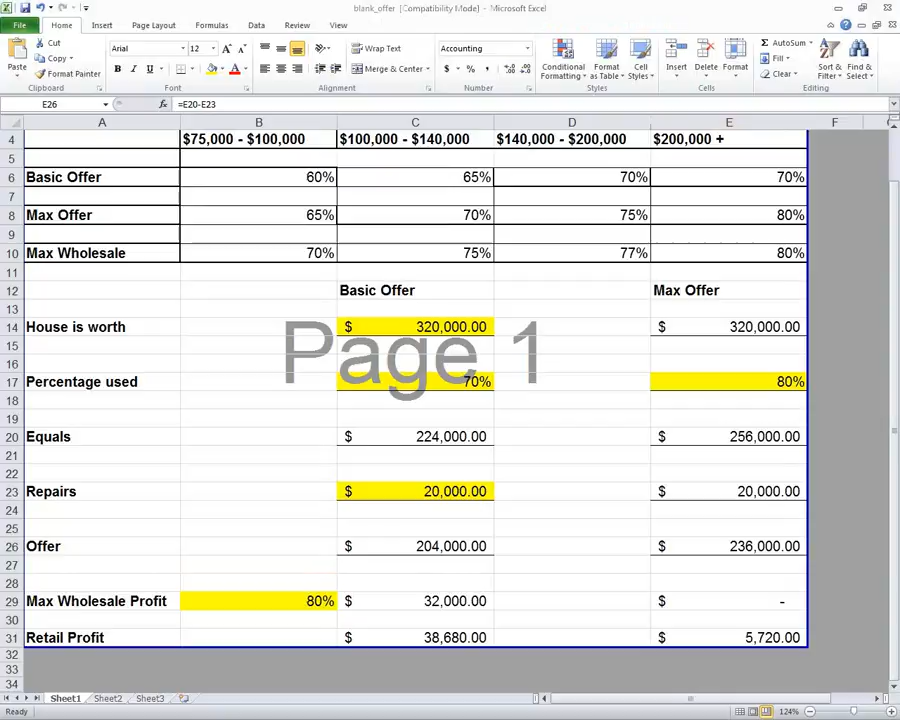 blank_offer [Compatibility Mode] - Microsoft Excel
File Home Insert Page Layout Formulas Data Review View
Cut
Copy
Format Painter
Paste
Clipboard
Arial 12
B I U
Font
Wrap Text
Merge & Center
Alignment
Accounting
$ % ,
Number
Conditional Formatting
Format as Table
Cell Styles
Styles
Insert Delete Format
Cells
AutoSum
Fill
Clear
Sort & Filter
Find & Select
Editing
E26 fx =E20-E23
A B C D E F
4 $75,000 - $100,000 $100,000 - $140,000 $140,000 - $200,000 $200,000 +
5
6 Basic Offer 60% 65% 70% 70%
7
8 Max Offer 65% 70% 75% 80%
9
10 Max Wholesale 70% 75% 77% 80%
11
12 Basic Offer Max Offer
13
14 House is worth $ 320,000.00 $ 320,000.00
15
Page 1
16
17 Percentage used 70% 80%
18
19
20 Equals $ 224,000.00 $ 256,000.00
21
22
23 Repairs $ 20,000.00 $ 20,000.00
24
25
26 Offer $ 204,000.00 $ 236,000.00
27
28
29 Max Wholesale Profit 80% $ 32,000.00 $ -
30
31 Retail Profit $ 38,680.00 $ 5,720.00
32
33
34
Sheet1 Sheet2 Sheet3
Ready 124%